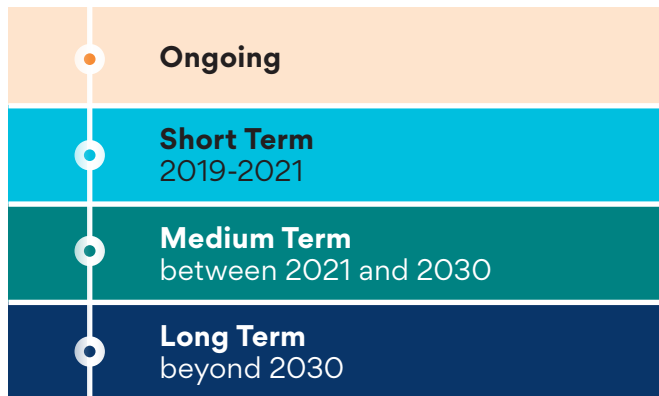 Ongoing
Short Term
2019-2021
Medium Term
between 2021 and 2030
Long Term
beyond 2030